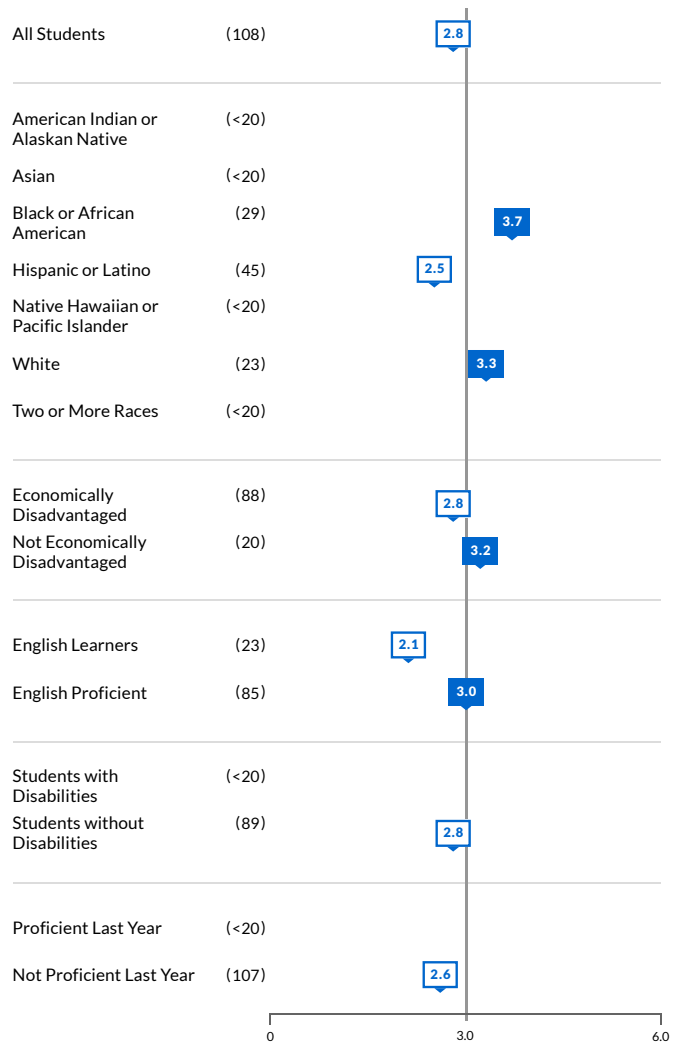 All Students (108) 2.8
American Indian or (<20)
Alaskan Native
Asian (<20)
Black or African (29) 3.7
American
Hispanic or Latino (45) 2.5
Native Hawaiian or (<20)
Pacific Islander
White (23) 3.3
Two or More Races (<20)
Economically (88) 2.8
Disadvantaged
Not Economically (20) 3.2
Disadvantaged
English Learners (23) 2.1
English Proficient (85) 3.0
Students with (<20)
Disabilities
Students without (89) 2.8
Disabilities
Proficient Last Year (<20)
Not Proficient Last Year (107) 2.6
0 3.0 6.0